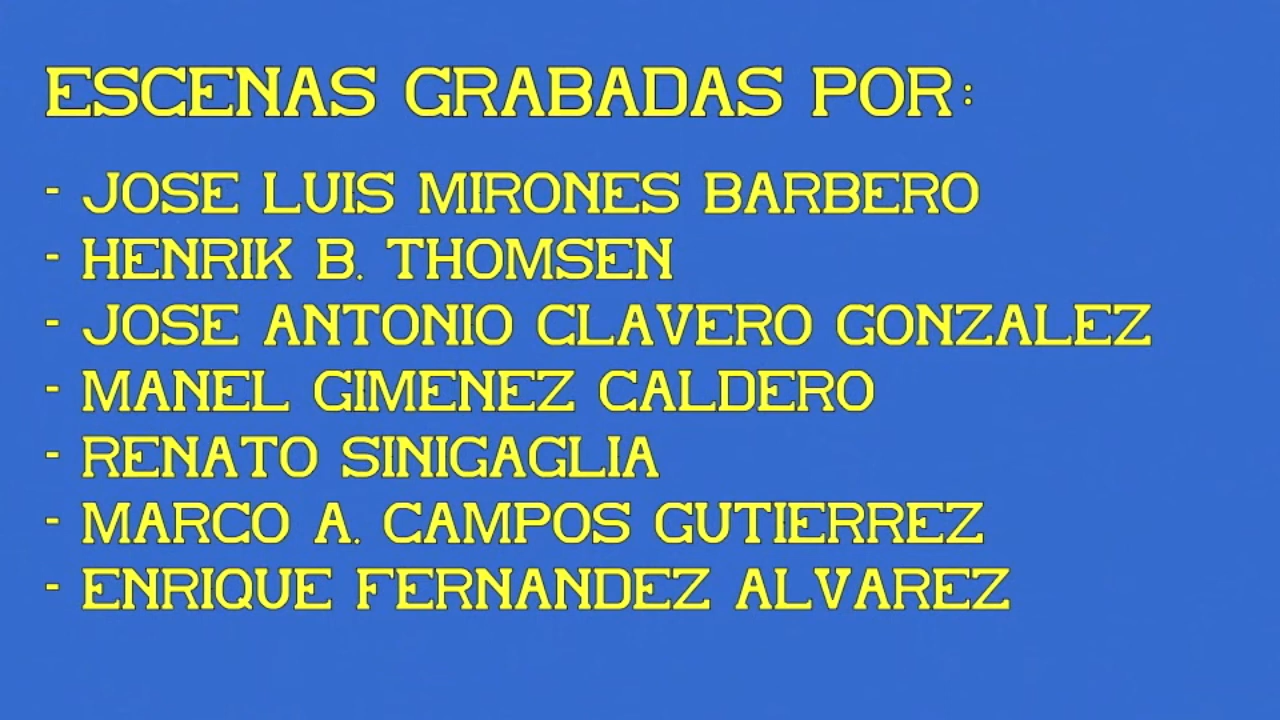 ESCENAS GRABADAS POR:
- JOSE LUIS MIRONES BARBERO
- HENRIK B. THOMSEN
- JOSE ANTONIO CLAVERO GONZALEZ
- MANEL GIMENEZ CALDERO
- RENATO SINIGAGLIA
- MARCO A. CAMPOS GUTIERREZ
- ENRIQUE FERNANDEZ ALVAREZ